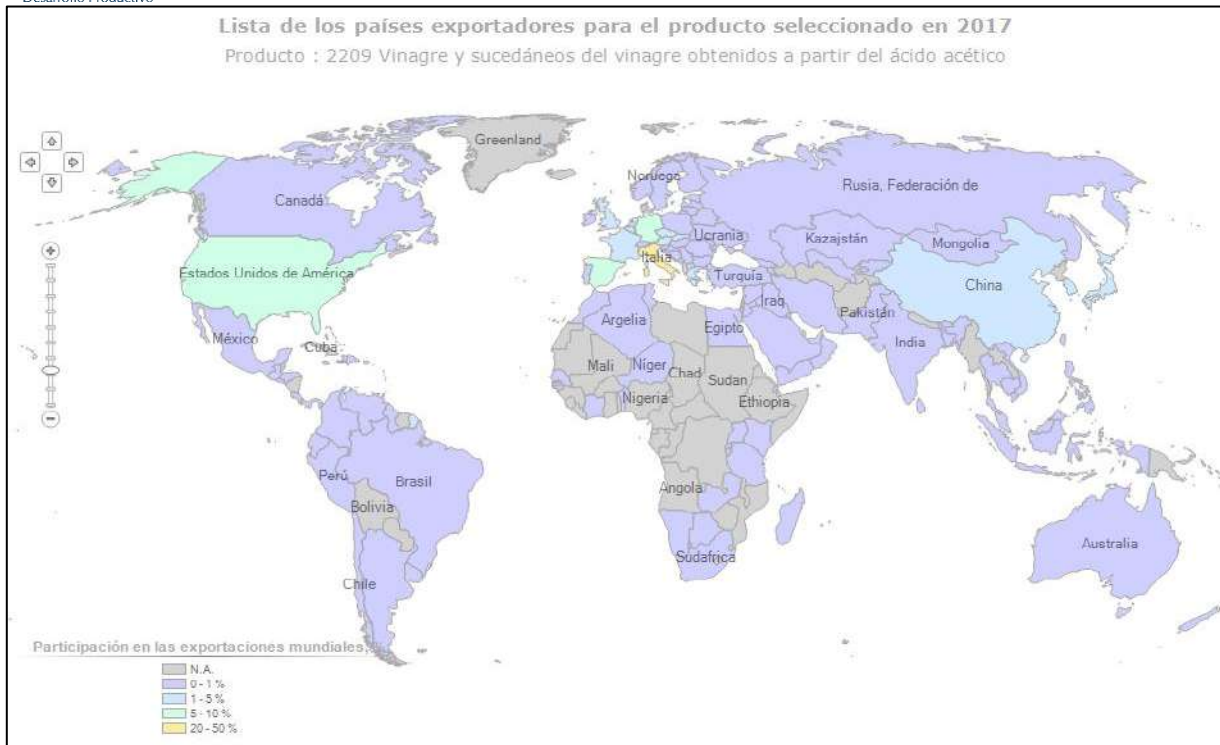 Desarrollo Productivo
Lista de los países exportadores para el producto seleccionado en 2017
Producto : 2209 Vinagre y sucedáneos del vinagre obtenidos a partir del ácido acético
Greenland
Noruega
Canadá
Rusia, Federación de
Ucrania
Kazajstán
Mongolia
Italia
Estados Unidos de América
Turquía
China
Iraq
Pakistán
México
Argelia
Egipto
India
Cuba
Mali
Níger
Chad
Sudan
Nigeria
Ethiopia
Perú
Brasil
Angola
Bolivia
Australia
Sudafrica
Chile
Participación en las exportaciones mundiales,%
N.A.
0 - 1 %
1 - 5 %
5 - 10 %
20 - 50 %